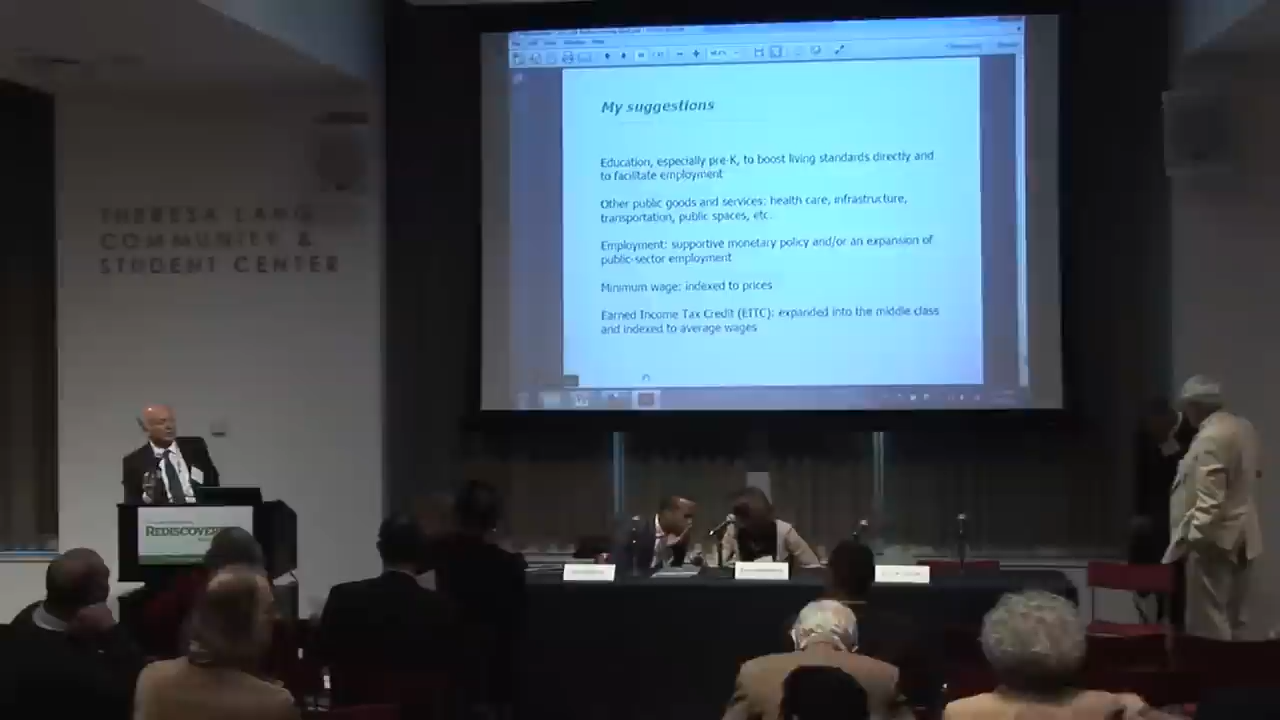 My suggestions
Education, especially pre-K, to boost living standards directly and
to facilitate employment
Other public goods and services: health care, infrastructure,
transportation, public spaces, etc.
Employment: supportive monetary policy and/or an expansion of
public-sector employment
Minimum wage: indexed to prices
Earned Income Tax Credit (EITC): expanded into the middle class
and indexed to average wages
THERESA LANG
COMMUNITY &
STUDENT CENTER